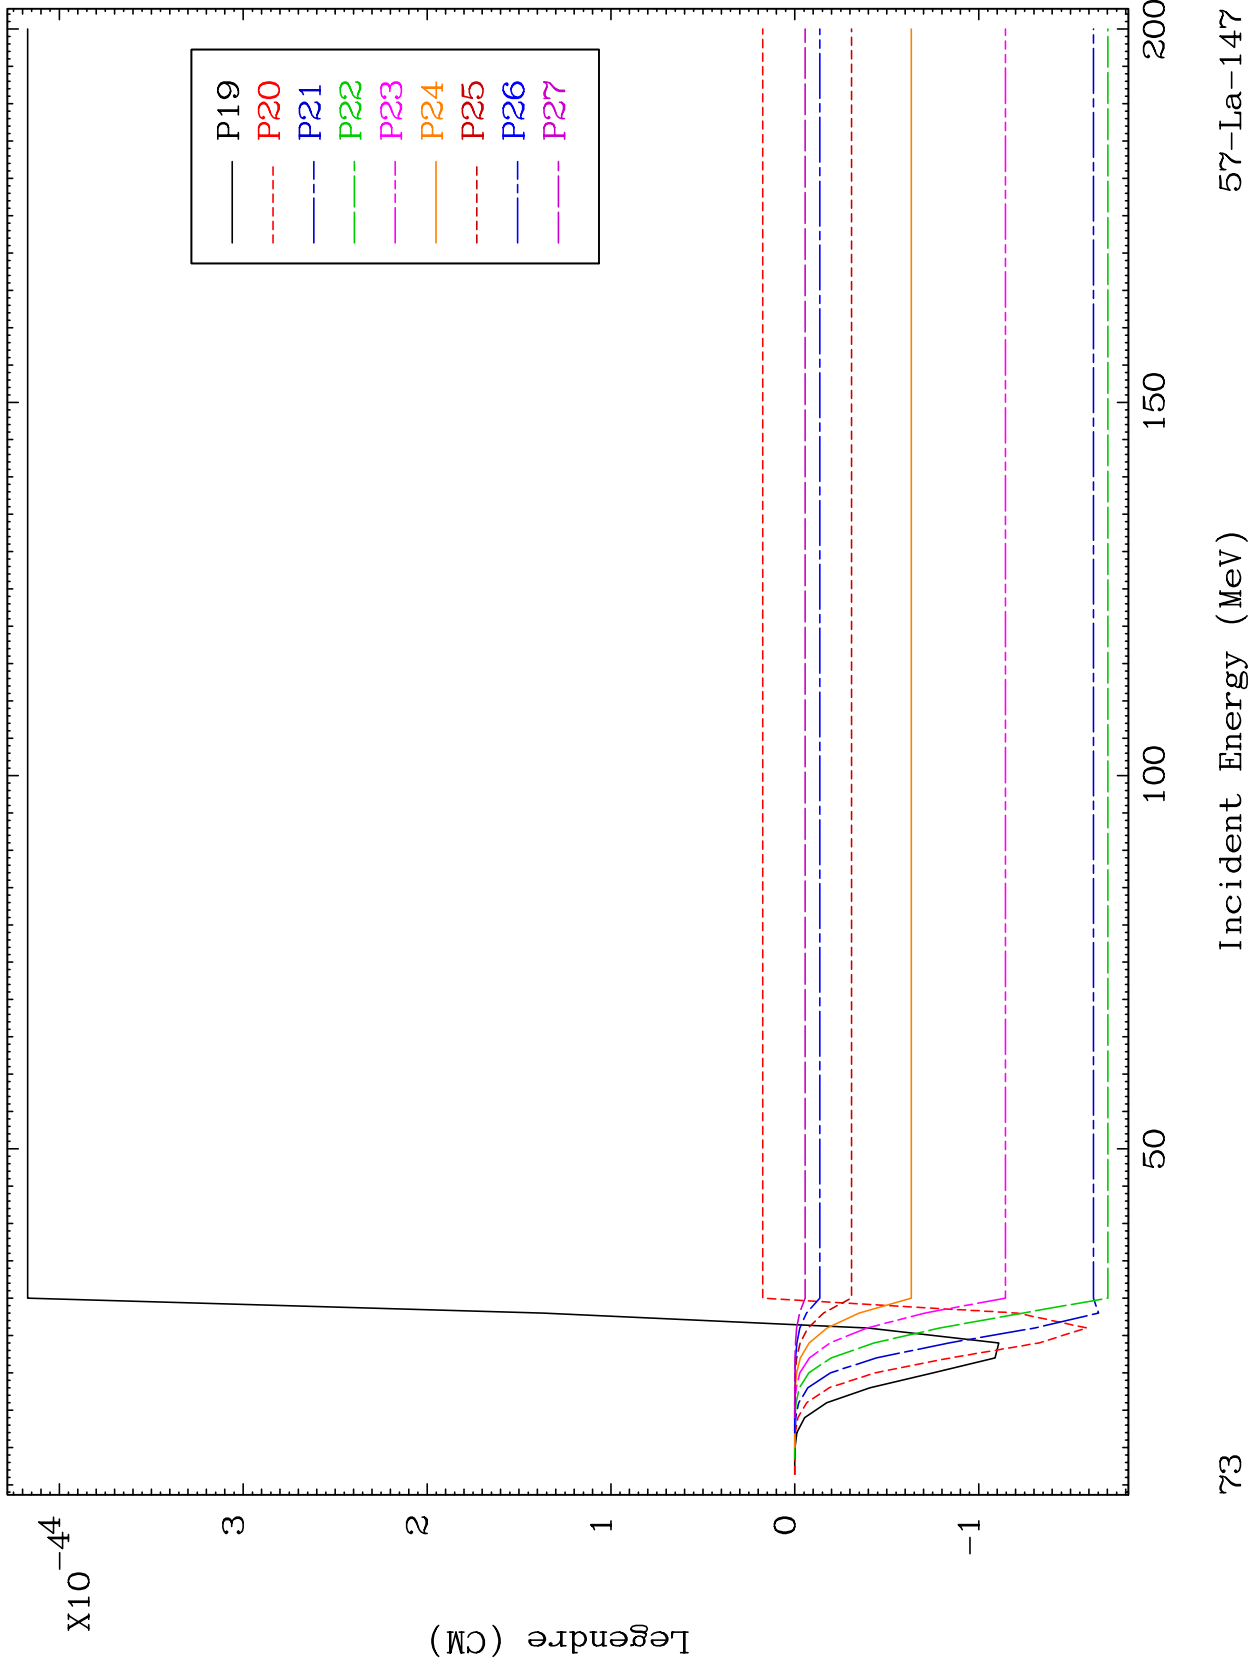 X10
-4
4
3
2
1
0
-1
Legendre (CM)
P19
P20
P21
P22
P23
P24
P25
P26
P27
50
100
150
200
Incident Energy (MeV)
73
57-La-147